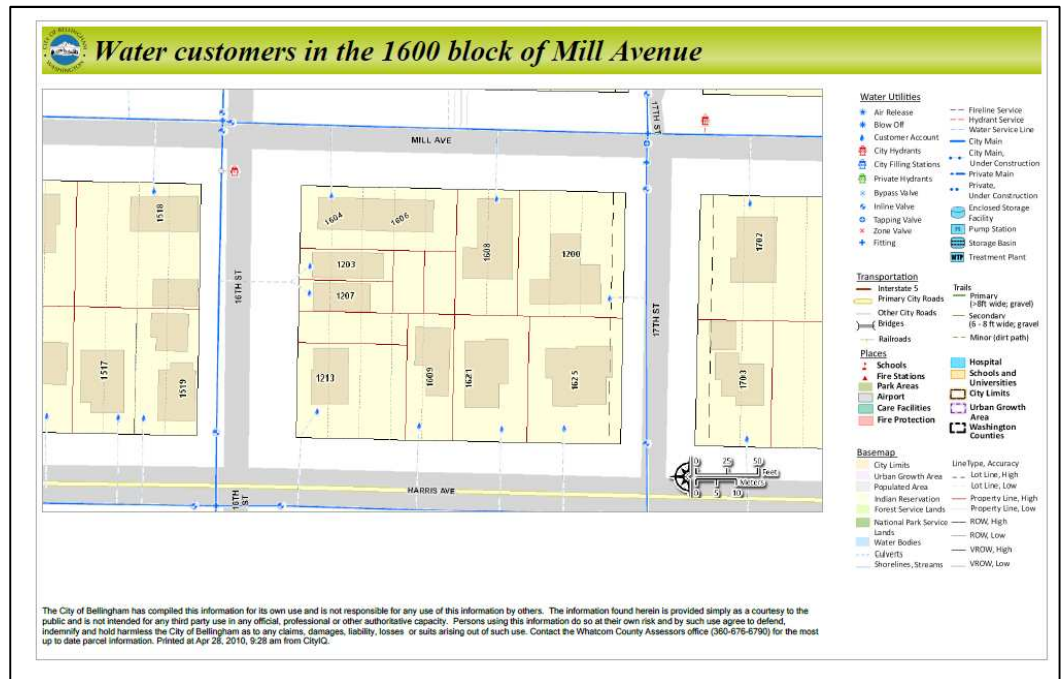 CITY OF BELLINGHAM
WASHINGTON
Water customers in the 1600 block of Mill Avenue
17TH ST
MILL AVE
1518
1604
1606
1608
1200
1702
1203
1207
16TH ST
17TH ST
1517
1519
1213
1609
1621
1625
1703
16TH ST
HARRIS AVE
0 25 50
Feet
Meters
0 5 10
Water Utilities
Air Release
Blow Off
Customer Account
City Hydrants
City Filling Stations
Private Hydrants
Bypass Valve
Inline Valve
Tapping Valve
Zone Valve
Fitting
Fireline Service
Hydrant Service
Water Service Line
City Main
City Main,
Under Construction
Private Main
Private,
Under Construction
Enclosed Storage
Facility
PS Pump Station
Storage Basin
WTP Treatment Plant
Transportation
Interstate 5
Primary City Roads
Other City Roads
Bridges
Railroads
Trails
Primary
(>8ft wide; gravel)
Secondary
(6 - 8 ft wide; gravel
Minor (dirt path)
Places
Schools
Fire Stations
Park Areas
Airport
Care Facilities
Fire Protection
Hospital
Schools and
Universities
City Limits
Urban Growth
Area
Washington
Counties
Basemap
City Limits
Urban Growth Area
Populated Area
Indian Reservation
Forest Service Lands
National Park Service
Lands
Water Bodies
Culverts
Shorelines, Streams
LineType, Accuracy
Lot Line, High
Lot Line, Low
Property Line, High
Property Line, Low
ROW, High
ROW, Low
VROW, High
VROW, Low
The City of Bellingham has compiled this information for its own use and is not responsible for any use of this information by others. The information found herein is provided simply as a courtesy to the
public and is not intended for any third party use in any official, professional or other authoritative capacity. Persons using this information do so at their own risk and by such use agree to defend,
indemnify and hold harmless the City of Bellingham as to any claims, damages, liability, losses or suits arising out of such use. Contact the Whatcom County Assessors office (360-676-6790) for the most
up to date parcel information. Printed at Apr 28, 2010, 9:28 am from CityIQ.